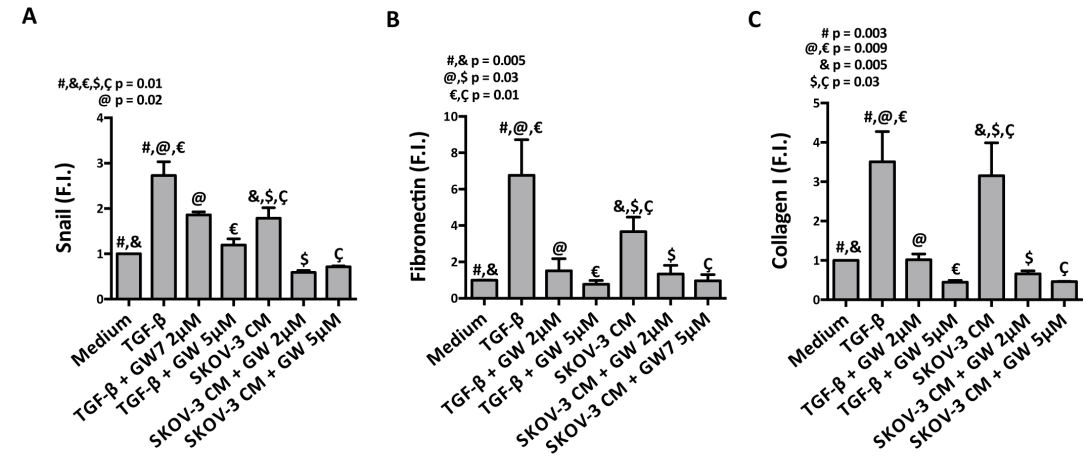 A
#,&,€,$,Ç p = 0.01
@ p = 0.02
Snail (F.I.)
4
3
2
1
0
#,&
#,@,€
@
€
&,$,Ç
$
Ç
Medium
TGF-β
TGF-β + GW7 2μM
TGF-β + GW 5μM
SKOV-3 CM
SKOV-3 CM + GW 2μM
SKOV-3 CM + GW 5μM
B
#,& p = 0.005
@,$ p = 0.03
€,Ç p = 0.01
Fibronectin (F.I.)
10
8
6
4
2
0
#,&
#,@,€
@
€
&,$,Ç
$
Ç
Medium
TGF-β
TGF-β + GW 2μM
TGF-β + GW 5μM
SKOV-3 CM
SKOV-3 CM + GW 2μM
SKOV-3 CM + GW7 5μM
C
# p = 0.003
@,€ p = 0.009
& p = 0.005
$,Ç p = 0.03
Collagen I (F.I.)
5
4
3
2
1
0
#,&
#,@,€
@
€
&,$,Ç
$
Ç
Medium
TGF-β
TGF-β + GW 2μM
TGF-β + GW 5μM
SKOV-3 CM
SKOV-3 CM + GW 2μM
SKOV-3 CM + GW 5μM